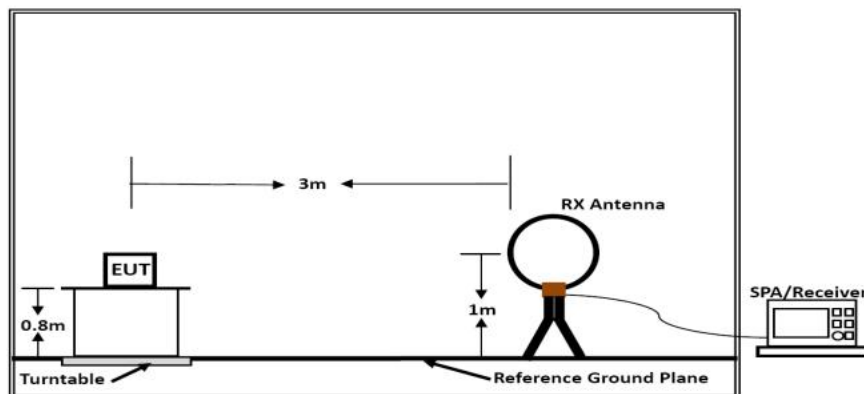 3m
RX Antenna
EUT
SPA/Receiver
0.8m
1m
Turntable
Reference Ground Plane